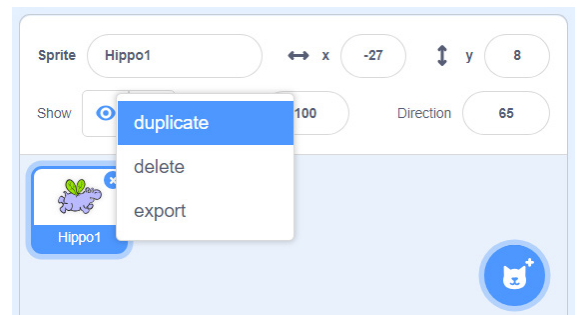 Sprite Hippo1 x -27 y 8
Show 100 Direction 65
duplicate
delete
export
Hippo1